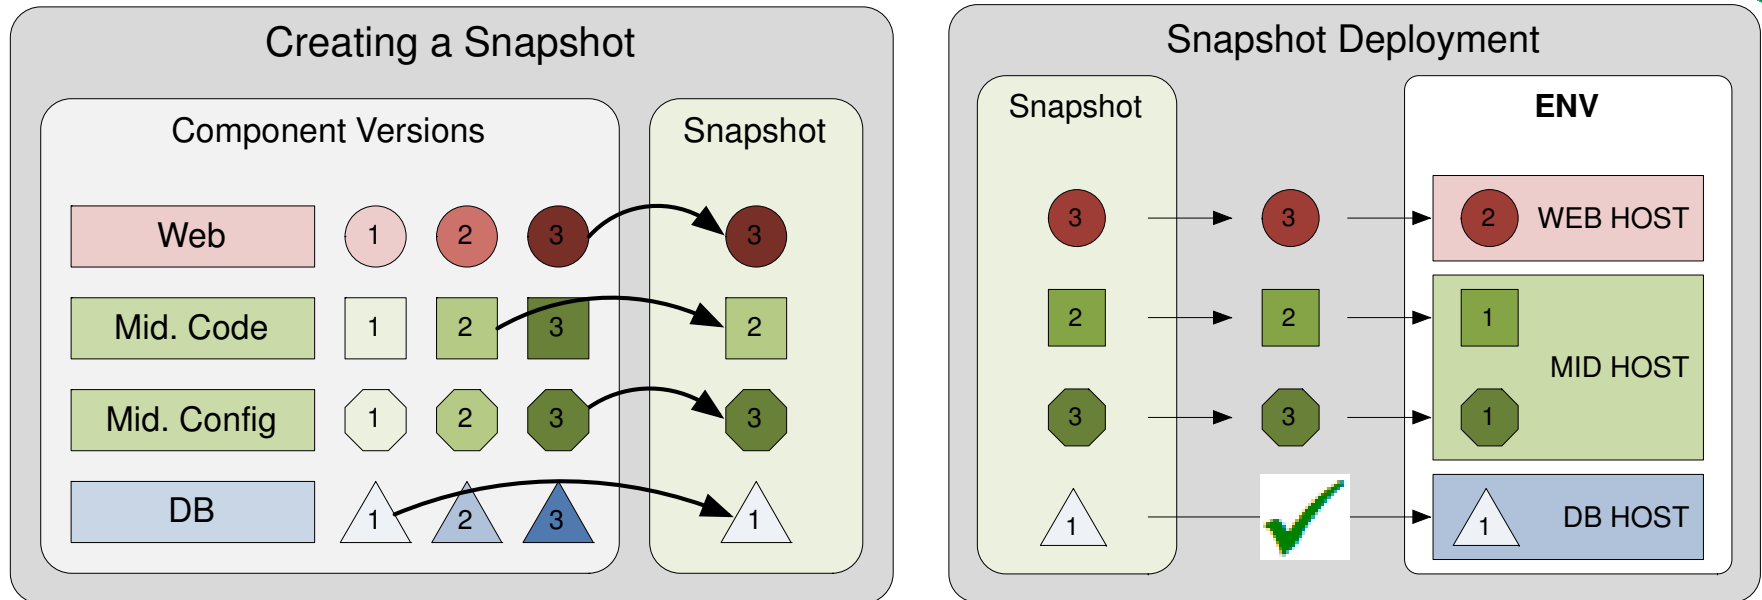 Creating a Snapshot
Component Versions
Snapshot
Web 1 2 3 3
Mid. Code 1 2 3 2
Mid. Config 1 2 3 3
DB 1 2 3 1
Snapshot Deployment
Snapshot
ENV
3 3 2 WEB HOST
2 2 1
MID HOST
3 3 1
1 1 DB HOST